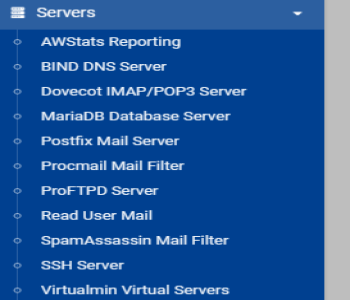 Servers
AWStats Reporting
BIND DNS Server
Dovecot IMAP/POP3 Server
MariaDB Database Server
Postfix Mail Server
Procmail Mail Filter
ProFTPD Server
Read User Mail
SpamAssassin Mail Filter
SSH Server
Virtualmin Virtual Servers